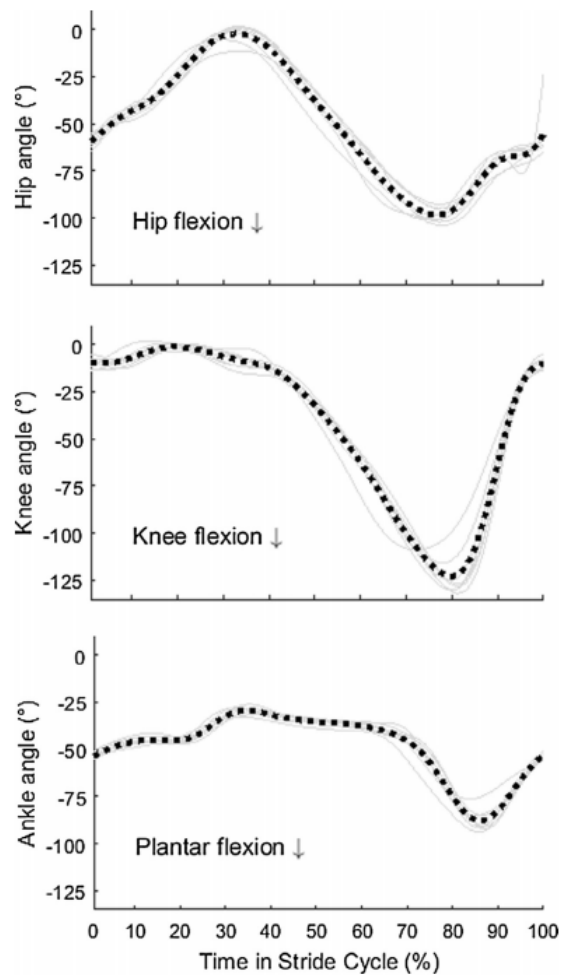 0
-25
-50
-75
-100
-125
Hip angle (°)
Hip flexion ↓
0
-25
-50
-75
-100
-125
Knee angle (°)
Knee flexion ↓
0
-25
-50
-75
-100
-125
Ankle angle (°)
Plantar flexion ↓
0 10 20 30 40 50 60 70 80 90 100
Time in Stride Cycle (%)